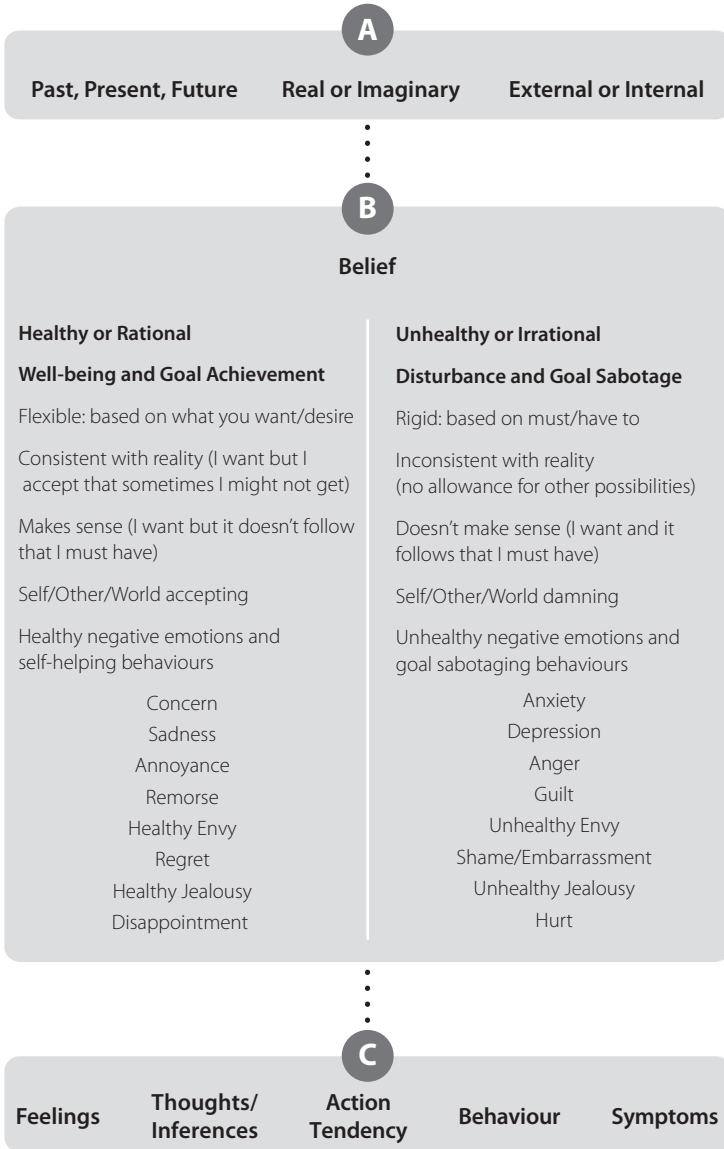 A
Past, Present, Future Real or Imaginary External or Internal
B
Belief
Healthy or Rational
Well-being and Goal Achievement
Flexible: based on what you want/desire
Consistent with reality (I want but I
accept that sometimes I might not get)
Makes sense (I want but it doesn’t follow
that I must have)
Self/Other/World accepting
Healthy negative emotions and
self-helping behaviours
Concern
Sadness
Annoyance
Remorse
Healthy Envy
Regret
Healthy Jealousy
Disappointment
Unhealthy or Irrational
Disturbance and Goal Sabotage
Rigid: based on must/have to
Inconsistent with reality
(no allowance for other possibilities)
Doesn’t make sense (I want and it
follows that I must have)
Self/Other/World damning
Unhealthy negative emotions and
goal sabotaging behaviours
Anxiety
Depression
Anger
Guilt
Unhealthy Envy
Shame/Embarrassment
Unhealthy Jealousy
Hurt
C
Feelings
Thoughts/
Inferences
Action
Tendency
Behaviour
Symptoms